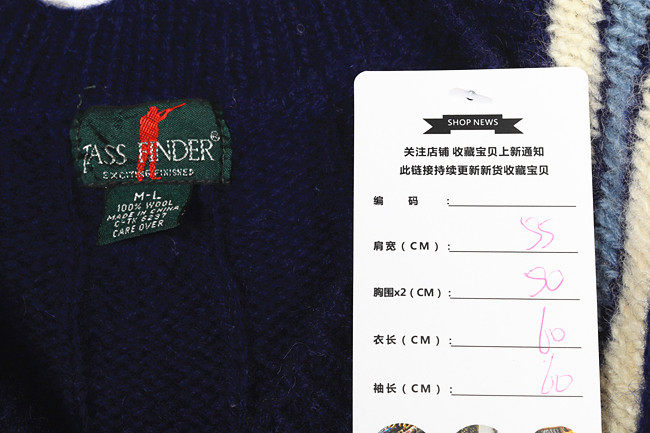 TASS FINDER®
EXCITING FINISHED
M-L
100% WOOL
MADE IN CHINA
C-TK 5237
CARE OVER
SHOP NEWS
关注店铺 收藏宝贝上新通知
此链接持续更新新货收藏宝贝
编 码 :
肩宽(CM): 55
胸围x2(CM): 50
衣长(CM): 60
袖长(CM): 60